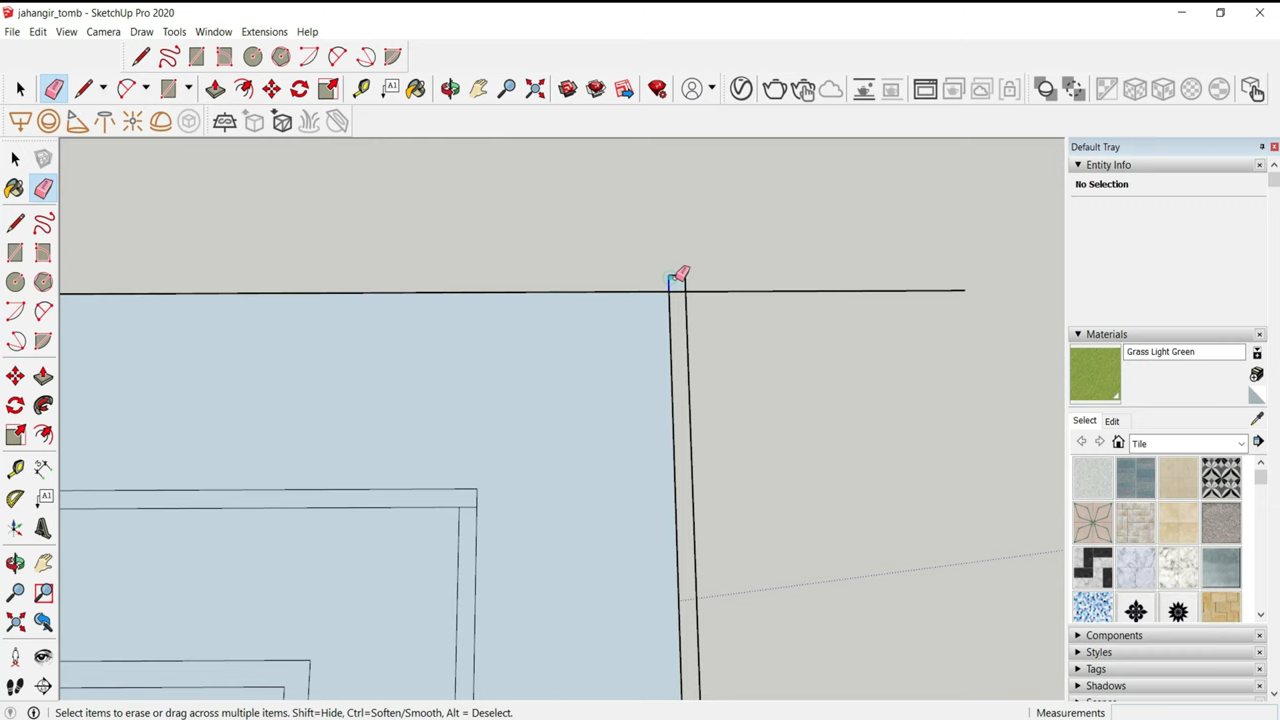 jahangir_tomb - SketchUp Pro 2020
File Edit View Camera Draw Tools Window Extensions Help
A1
Default Tray
Entity Info
No Selection
Materials
Grass Light Green
Select Edit
Tile
A1
Components
Styles
Tags
Shadows
Select items to erase or drag across multiple items. Shift=Hide, Ctrl=Soften/Smooth, Alt = Deselect.
Measurements